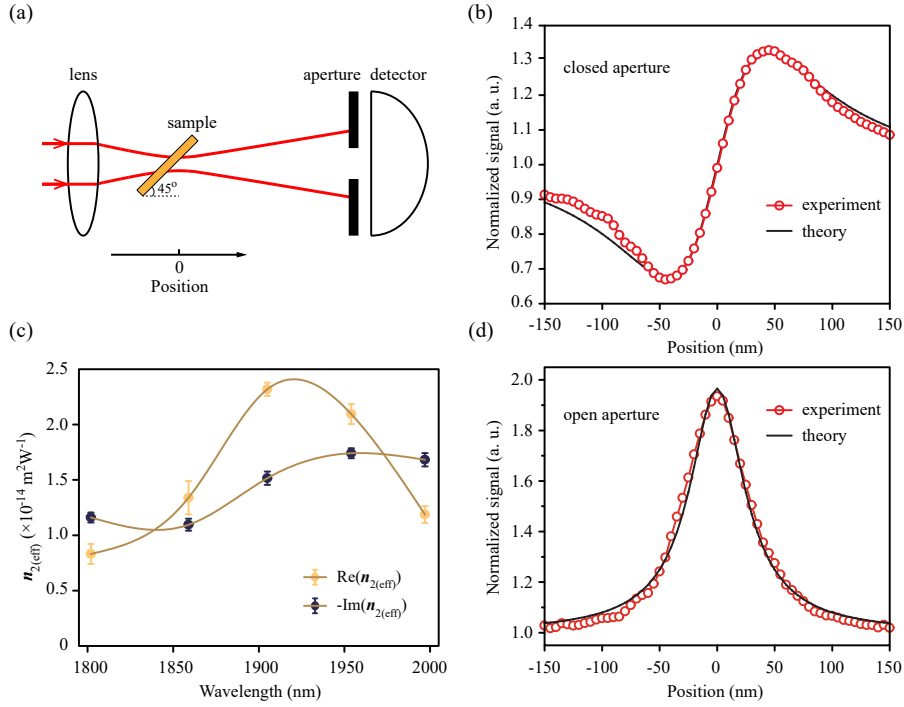 (a)
lens
sample
aperture
detector
45°
0
Position
(b)
Normalized signal (a. u.)
1.4
1.3
1.2
1.1
1.0
0.9
0.8
0.7
0.6
closed aperture
experiment
theory
-150
-100
-50
0
50
100
150
Position (nm)
(c)
n2(eff) (×10-14 m2W-1)
2.5
2.0
1.5
1.0
0.5
0
Re(n2(eff))
-Im(n2(eff))
1800
1850
1900
1950
2000
Wavelength (nm)
(d)
Normalized signal (a. u.)
2.0
1.8
1.6
1.4
1.2
1.0
open aperture
experiment
theory
-150
-100
-50
0
50
100
150
Position (nm)